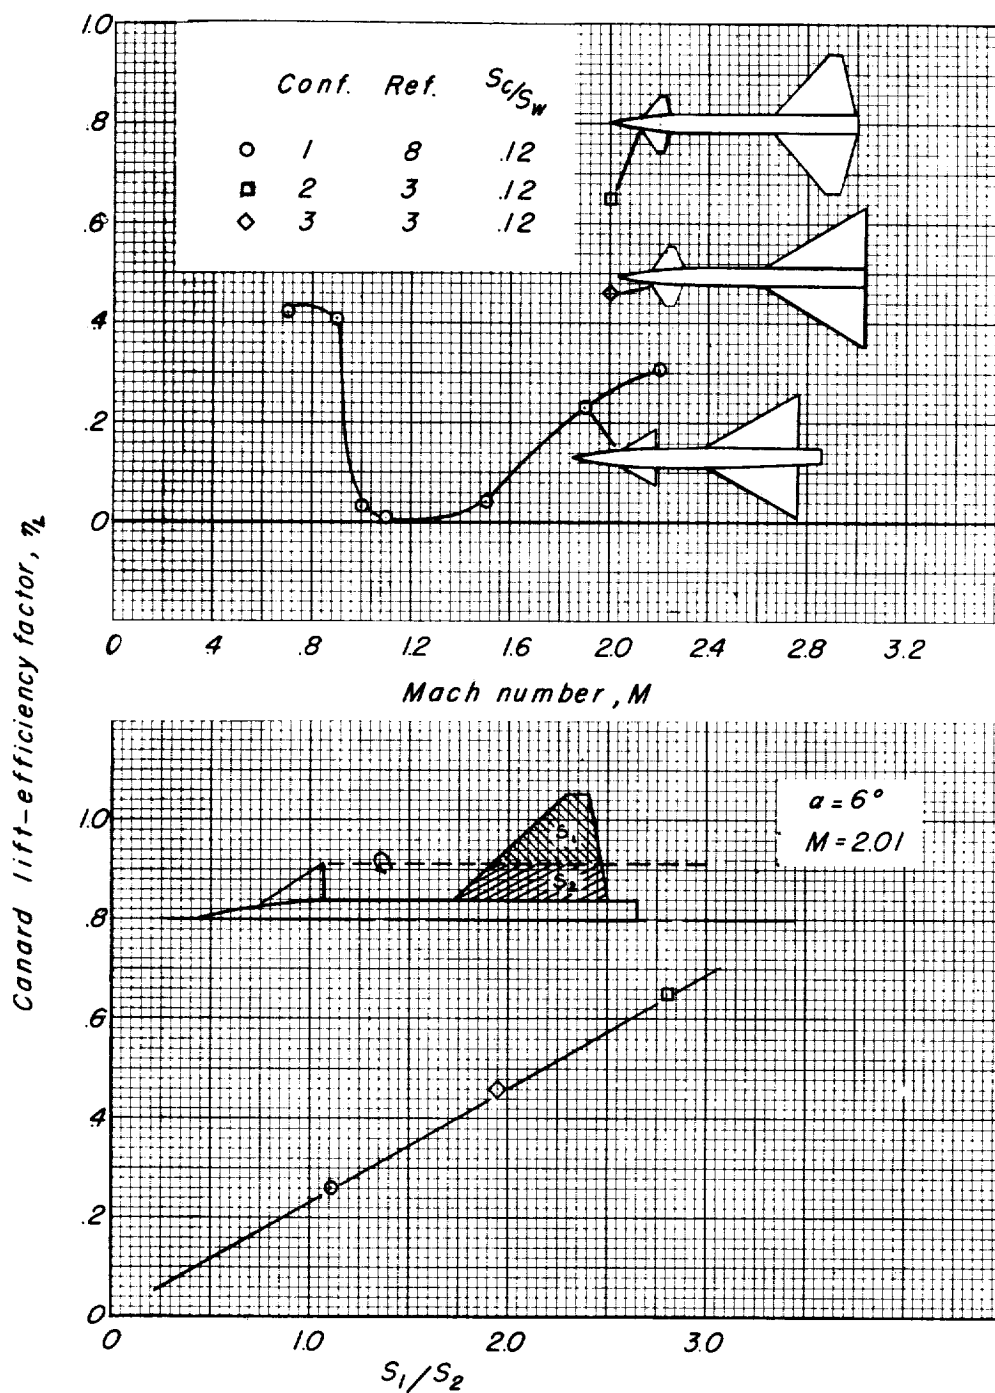 1.0
Conf. Ref. Sc/Sw
.8
1 8 .12
2 3 .12
.6
3 3 .12
.4
.2
0
0 .4 .8 1.2 1.6 2.0 2.4 2.8 3.2
Mach number, M
Canard lift-efficiency factor, ηL
α = 6°
1.0
M = 2.01
S1
S2
.8
.6
.4
.2
0
0 1.0 2.0 3.0
S1/S2